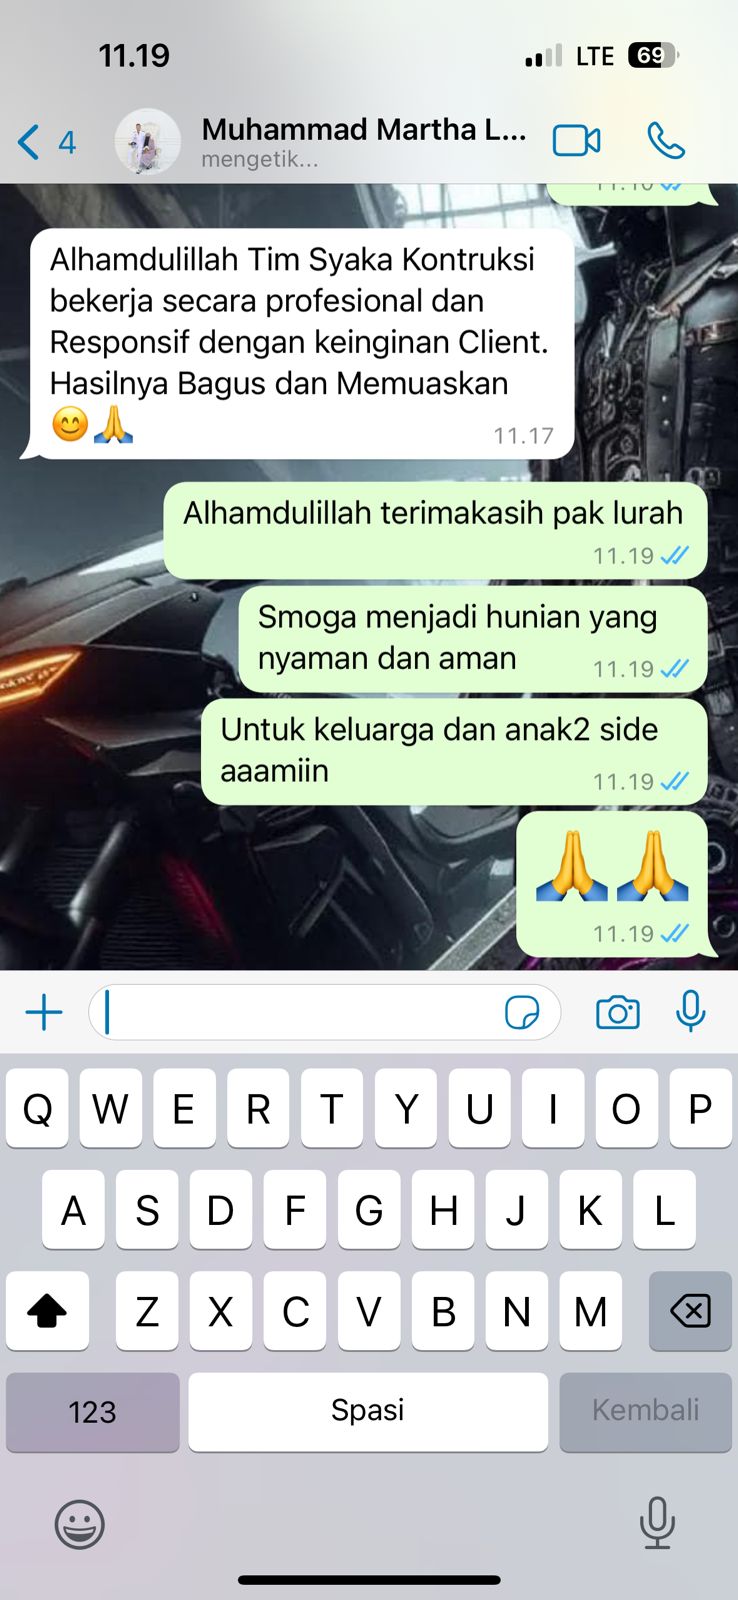 11.19
LTE
69
4
Muhammad Martha L...
mengetik...
11.10
Alhamdulillah Tim Syaka Kontruksi
bekerja secara profesional dan
Responsif dengan keinginan Client.
Hasilnya Bagus dan Memuaskan
😊🙏
11.17
Alhamdulillah terimakasih pak lurah
11.19
Smoga menjadi hunian yang
nyaman dan aman
11.19
Untuk keluarga dan anak2 side
aaamiin
11.19
🙏🙏
11.19
Q W E R T Y U I O P
A S D F G H J K L
Z X C V B N M
123
Spasi
Kembali